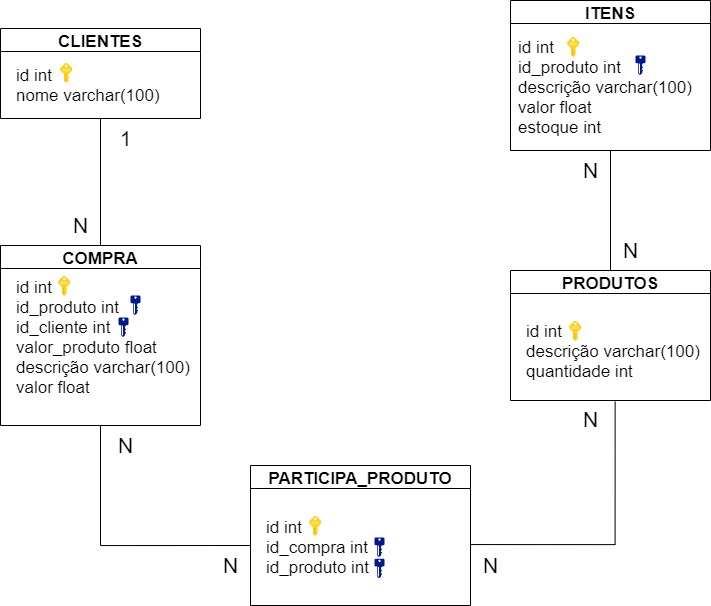 CLIENTES
id int
nome varchar(100)
1
N
COMPRA
id int
id_produto int
id_cliente int
valor_produto float
descrição varchar(100)
valor float
N
N
PARTICIPA_PRODUTO
id int
id_compra int
id_produto int
N
ITENS
id int
id_produto int
descrição varchar(100)
valor float
estoque int
N
N
PRODUTOS
id int
descrição varchar(100)
quantidade int
N